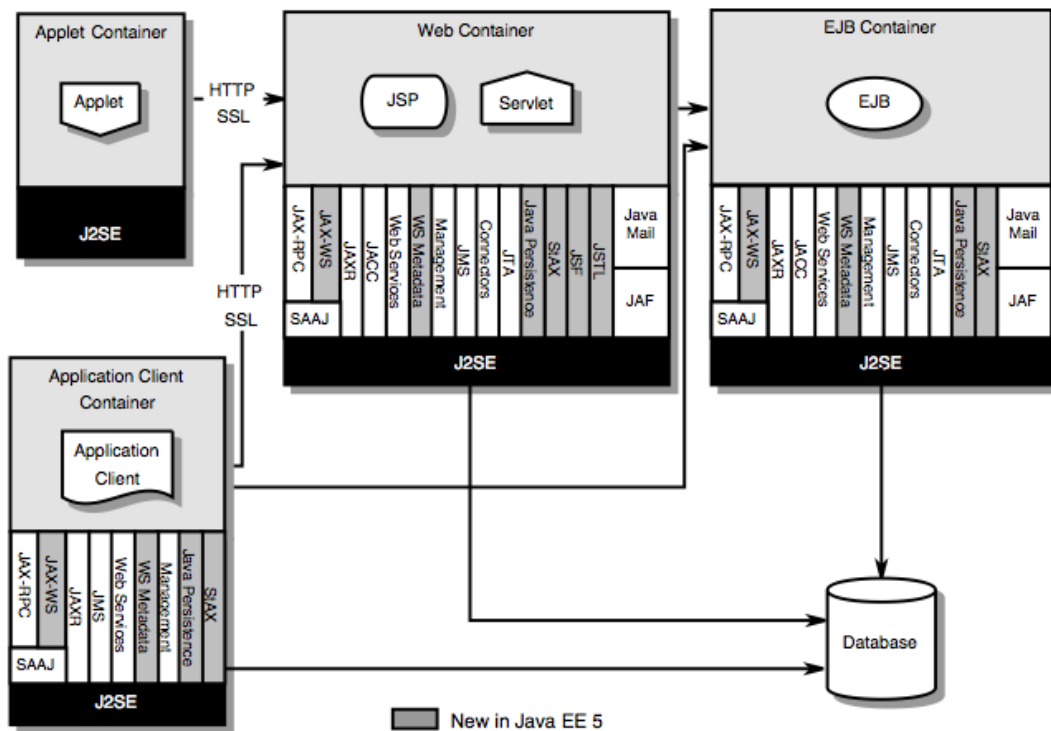 Applet Container
Applet
J2SE
HTTP
SSL
Web Container
JSP
Servlet
JAX-RPC
JAX-WS
SAAJ
JAXR
JACC
Web Services
WS Metadata
Management
JMS
Connectors
JTA
Java Persistence
StAX
JSF
JSTL
Java
Mail
JAF
J2SE
EJB Container
EJB
JAX-RPC
JAX-WS
SAAJ
JAXR
JACC
Web Services
WS Metadata
Management
JMS
Connectors
JTA
Java Persistence
StAX
Java
Mail
JAF
J2SE
HTTP
SSL
Application Client
Container
Application
Client
JAX-RPC
JAX-WS
SAAJ
JAXR
JMS
Web Services
WS Metadata
Management
Java Persistence
StAX
J2SE
Database
New in Java EE 5